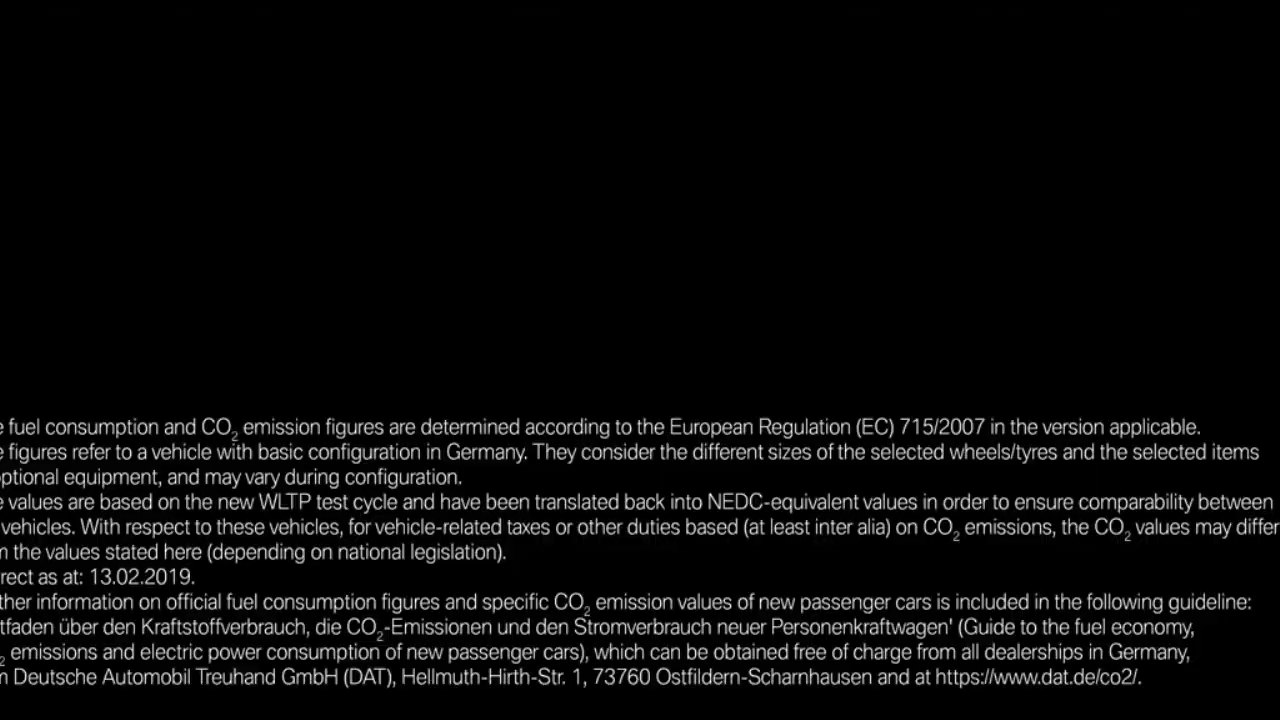 fuel consumption and CO₂ emission figures are determined according to the European Regulation (EC) 715/2007 in the version applicable.
figures refer to a vehicle with basic configuration in Germany. They consider the different sizes of the selected wheels/tyres and the selected items
ptional equipment, and may vary during configuration.
values are based on the new WLTP test cycle and have been translated back into NEDC-equivalent values in order to ensure comparability between
vehicles. With respect to these vehicles, for vehicle-related taxes or other duties based (at least inter alia) on CO₂ emissions, the CO₂ values may differ
the values stated here (depending on national legislation).
rect as at: 13.02.2019.
ther information on official fuel consumption figures and specific CO₂ emission values of new passenger cars is included in the following guideline:
tfaden über den Kraftstoffverbrauch, die CO₂-Emissionen und den Stromverbrauch neuer Personenkraftwagen' (Guide to the fuel economy,
₂ emissions and electric power consumption of new passenger cars), which can be obtained free of charge from all dealerships in Germany,
Deutsche Automobil Treuhand GmbH (DAT), Hellmuth-Hirth-Str. 1, 73760 Ostfildern-Scharnhausen and at https://www.dat.de/co2/.